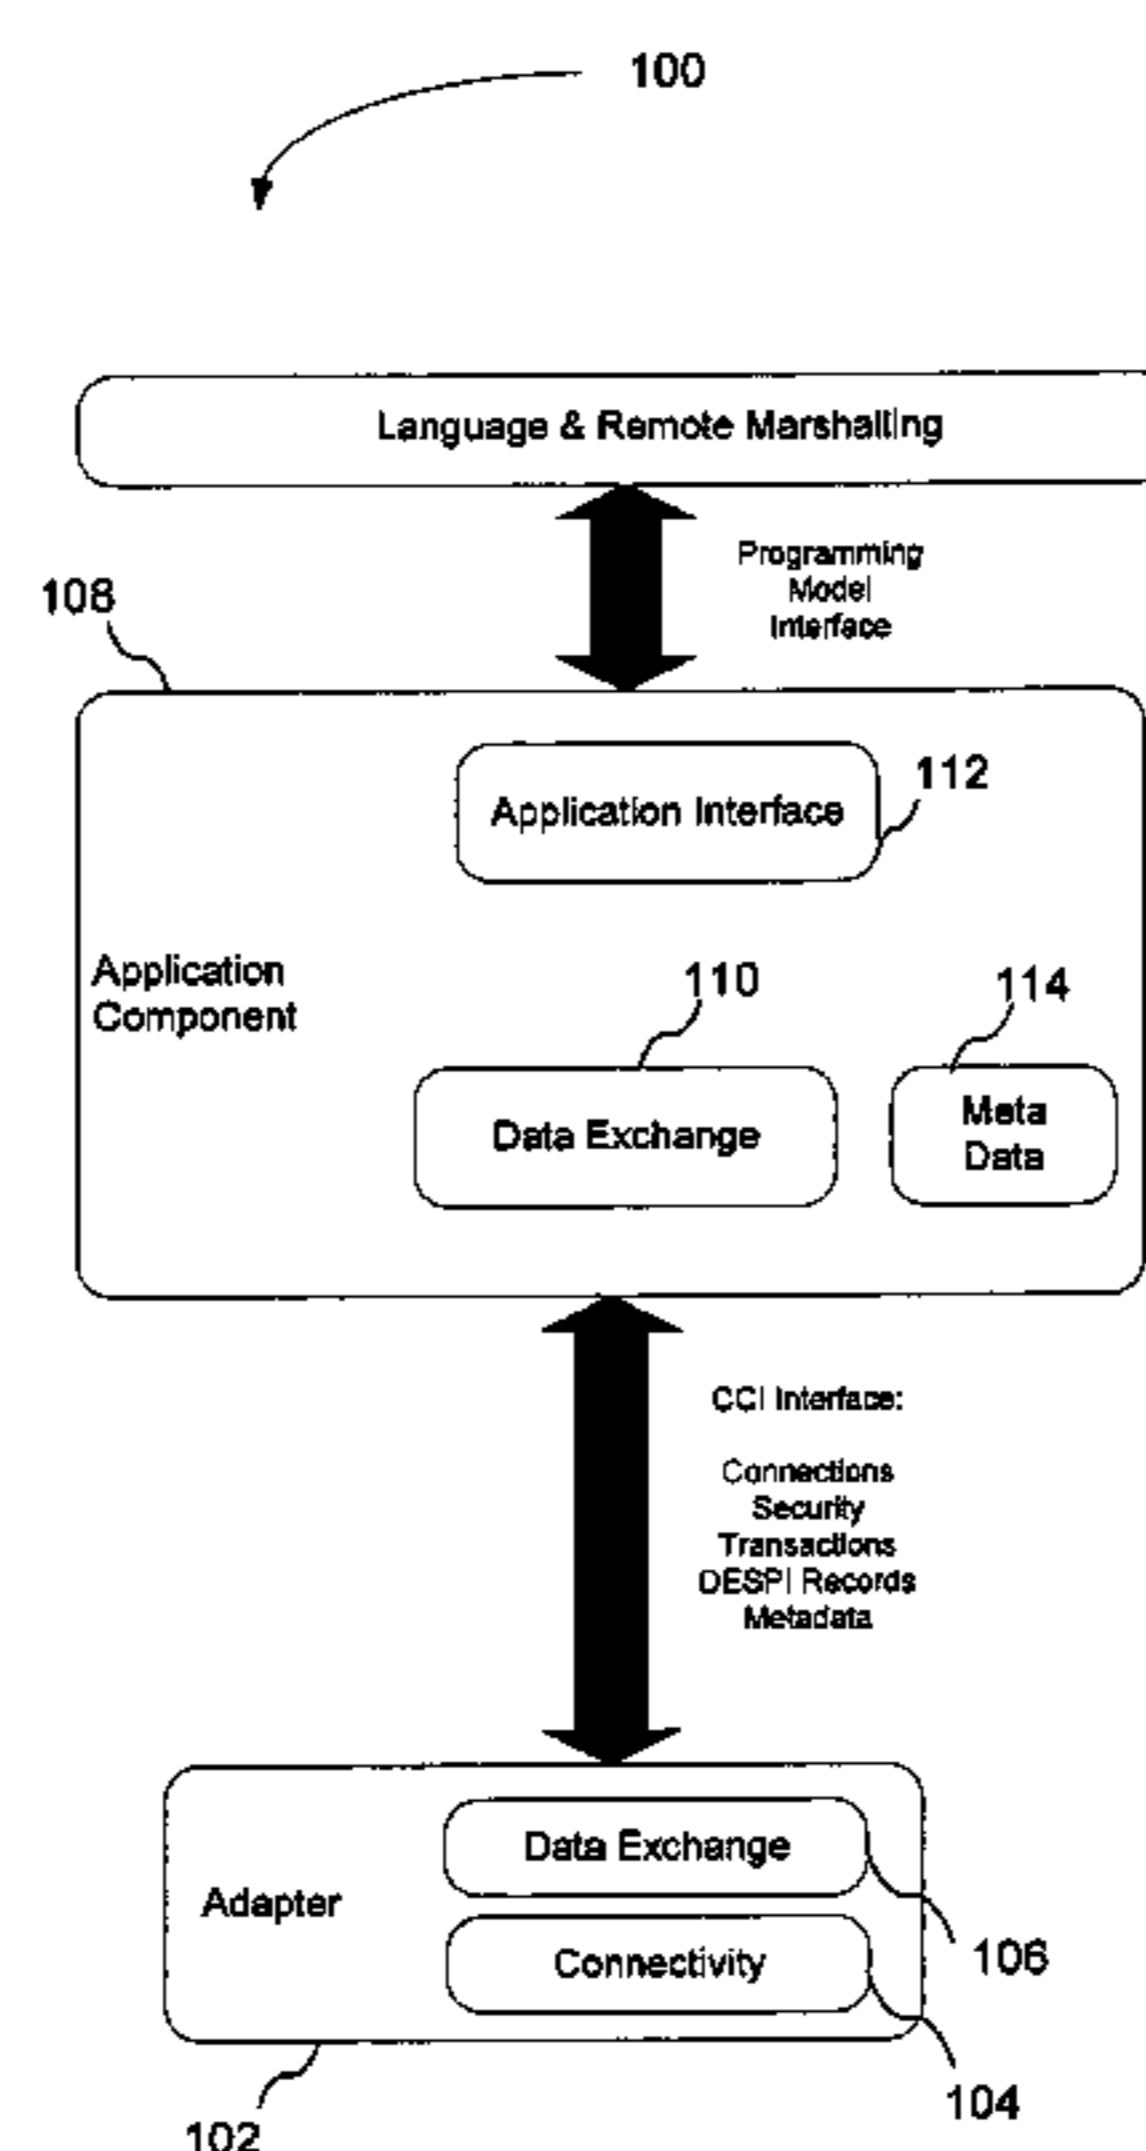 100
Language & Remote Marshalling
Programming
Model
Interface
108
Application Interface
112
Application
Component
110
114
Data Exchange
Meta
Data
CCI Interface:
Connections
Security
Transactions
DESPI Records
Metadata
Data Exchange
Adapter
Connectivity
106
104
102